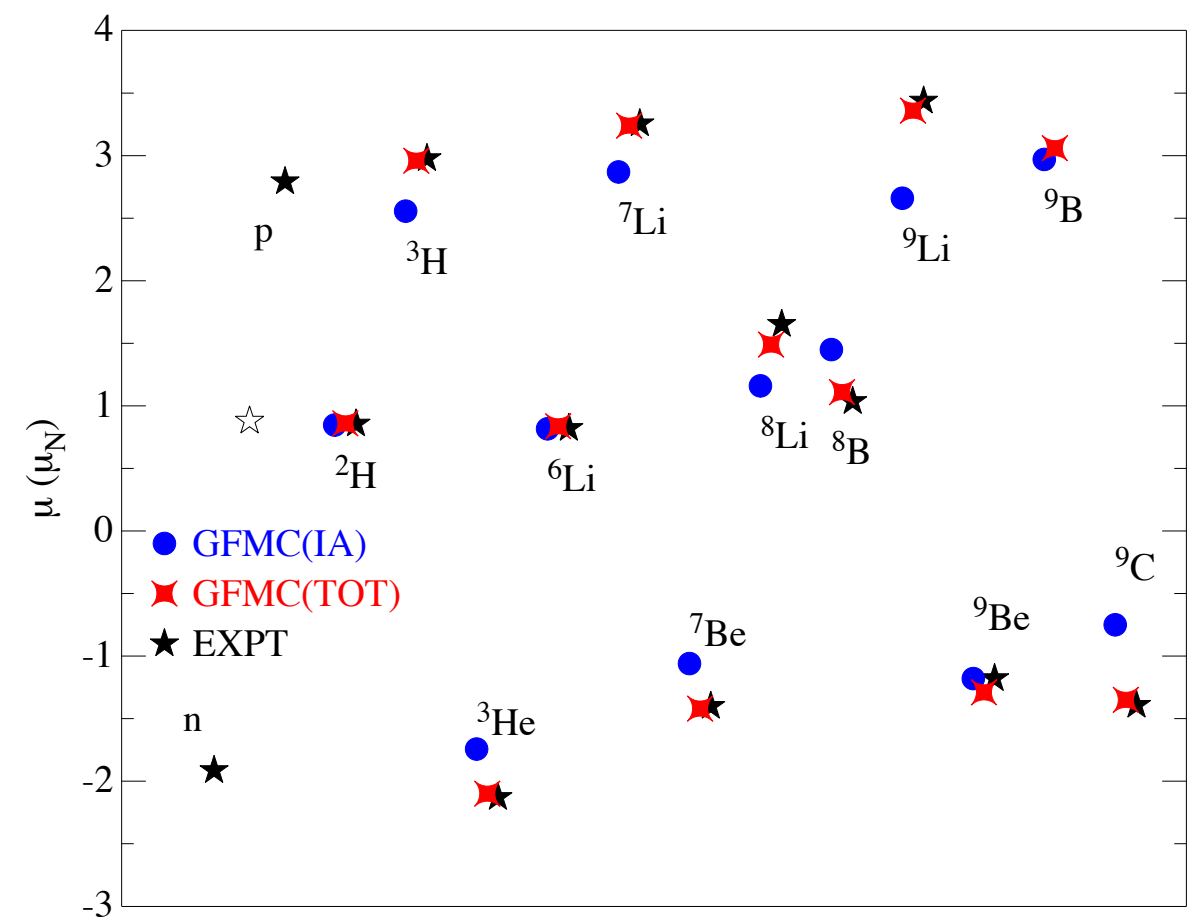 4
3
2
1
0
-1
-2
-3
μ (μ_N)
p
³H
⁷Li
⁹Li
⁹B
²H
⁶Li
⁸Li
⁸B
GFMC(IA)
GFMC(TOT)
EXPT
n
³He
⁷Be
⁹Be
⁹C